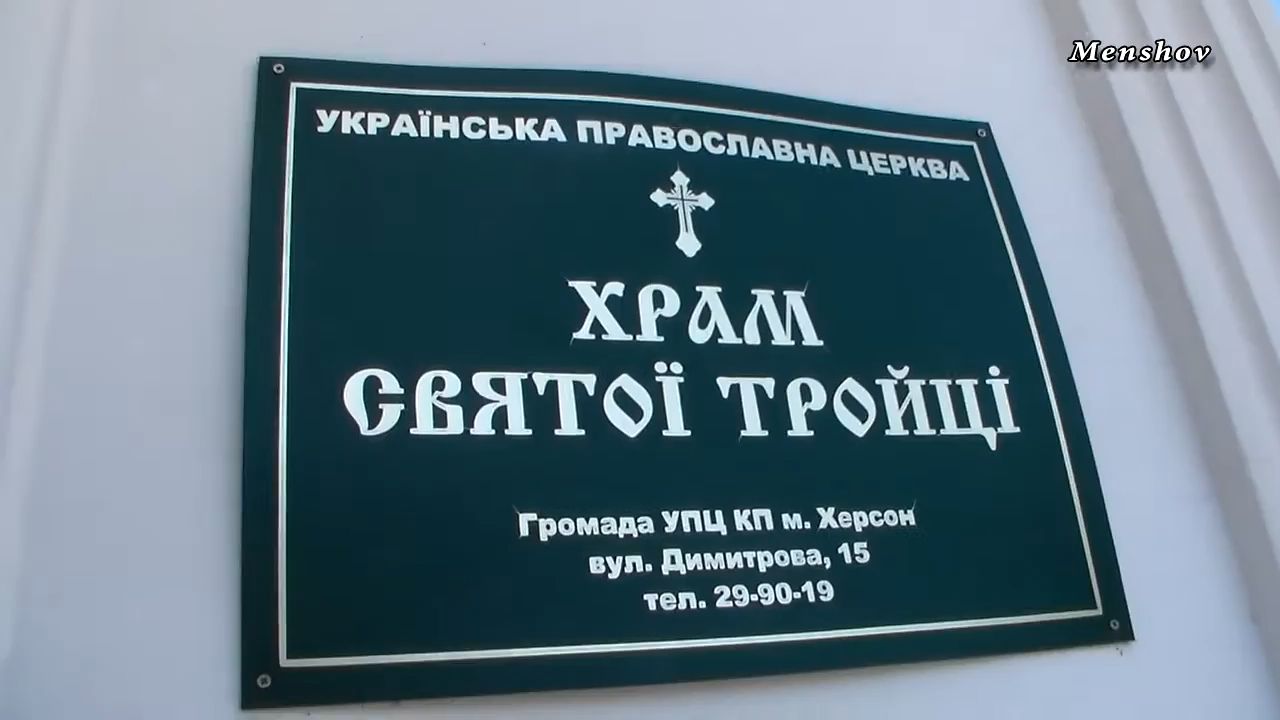 Menshov
УКРАЇНСЬКА ПРАВОСЛАВНА ЦЕРКВА
ХРАМ
СВЯТОЇ ТРОЙЦІ
Громада УПЦ КП м. Херсон
вул. Димитрова, 15
тел. 29-90-19